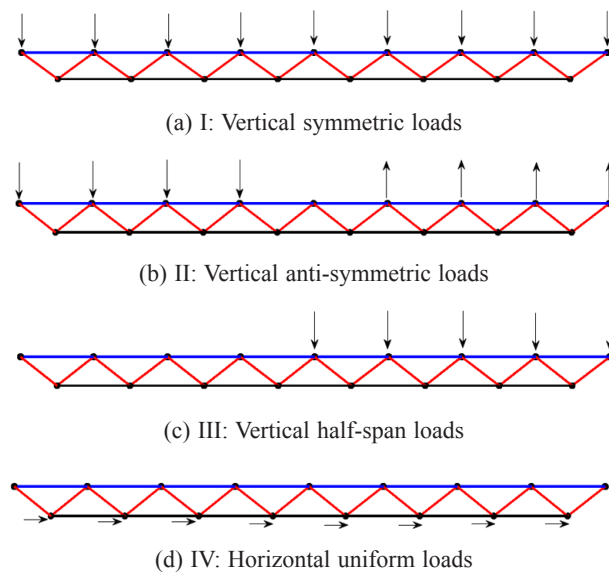 (a) I: Vertical symmetric loads
(b) II: Vertical anti-symmetric loads
(c) III: Vertical half-span loads
(d) IV: Horizontal uniform loads